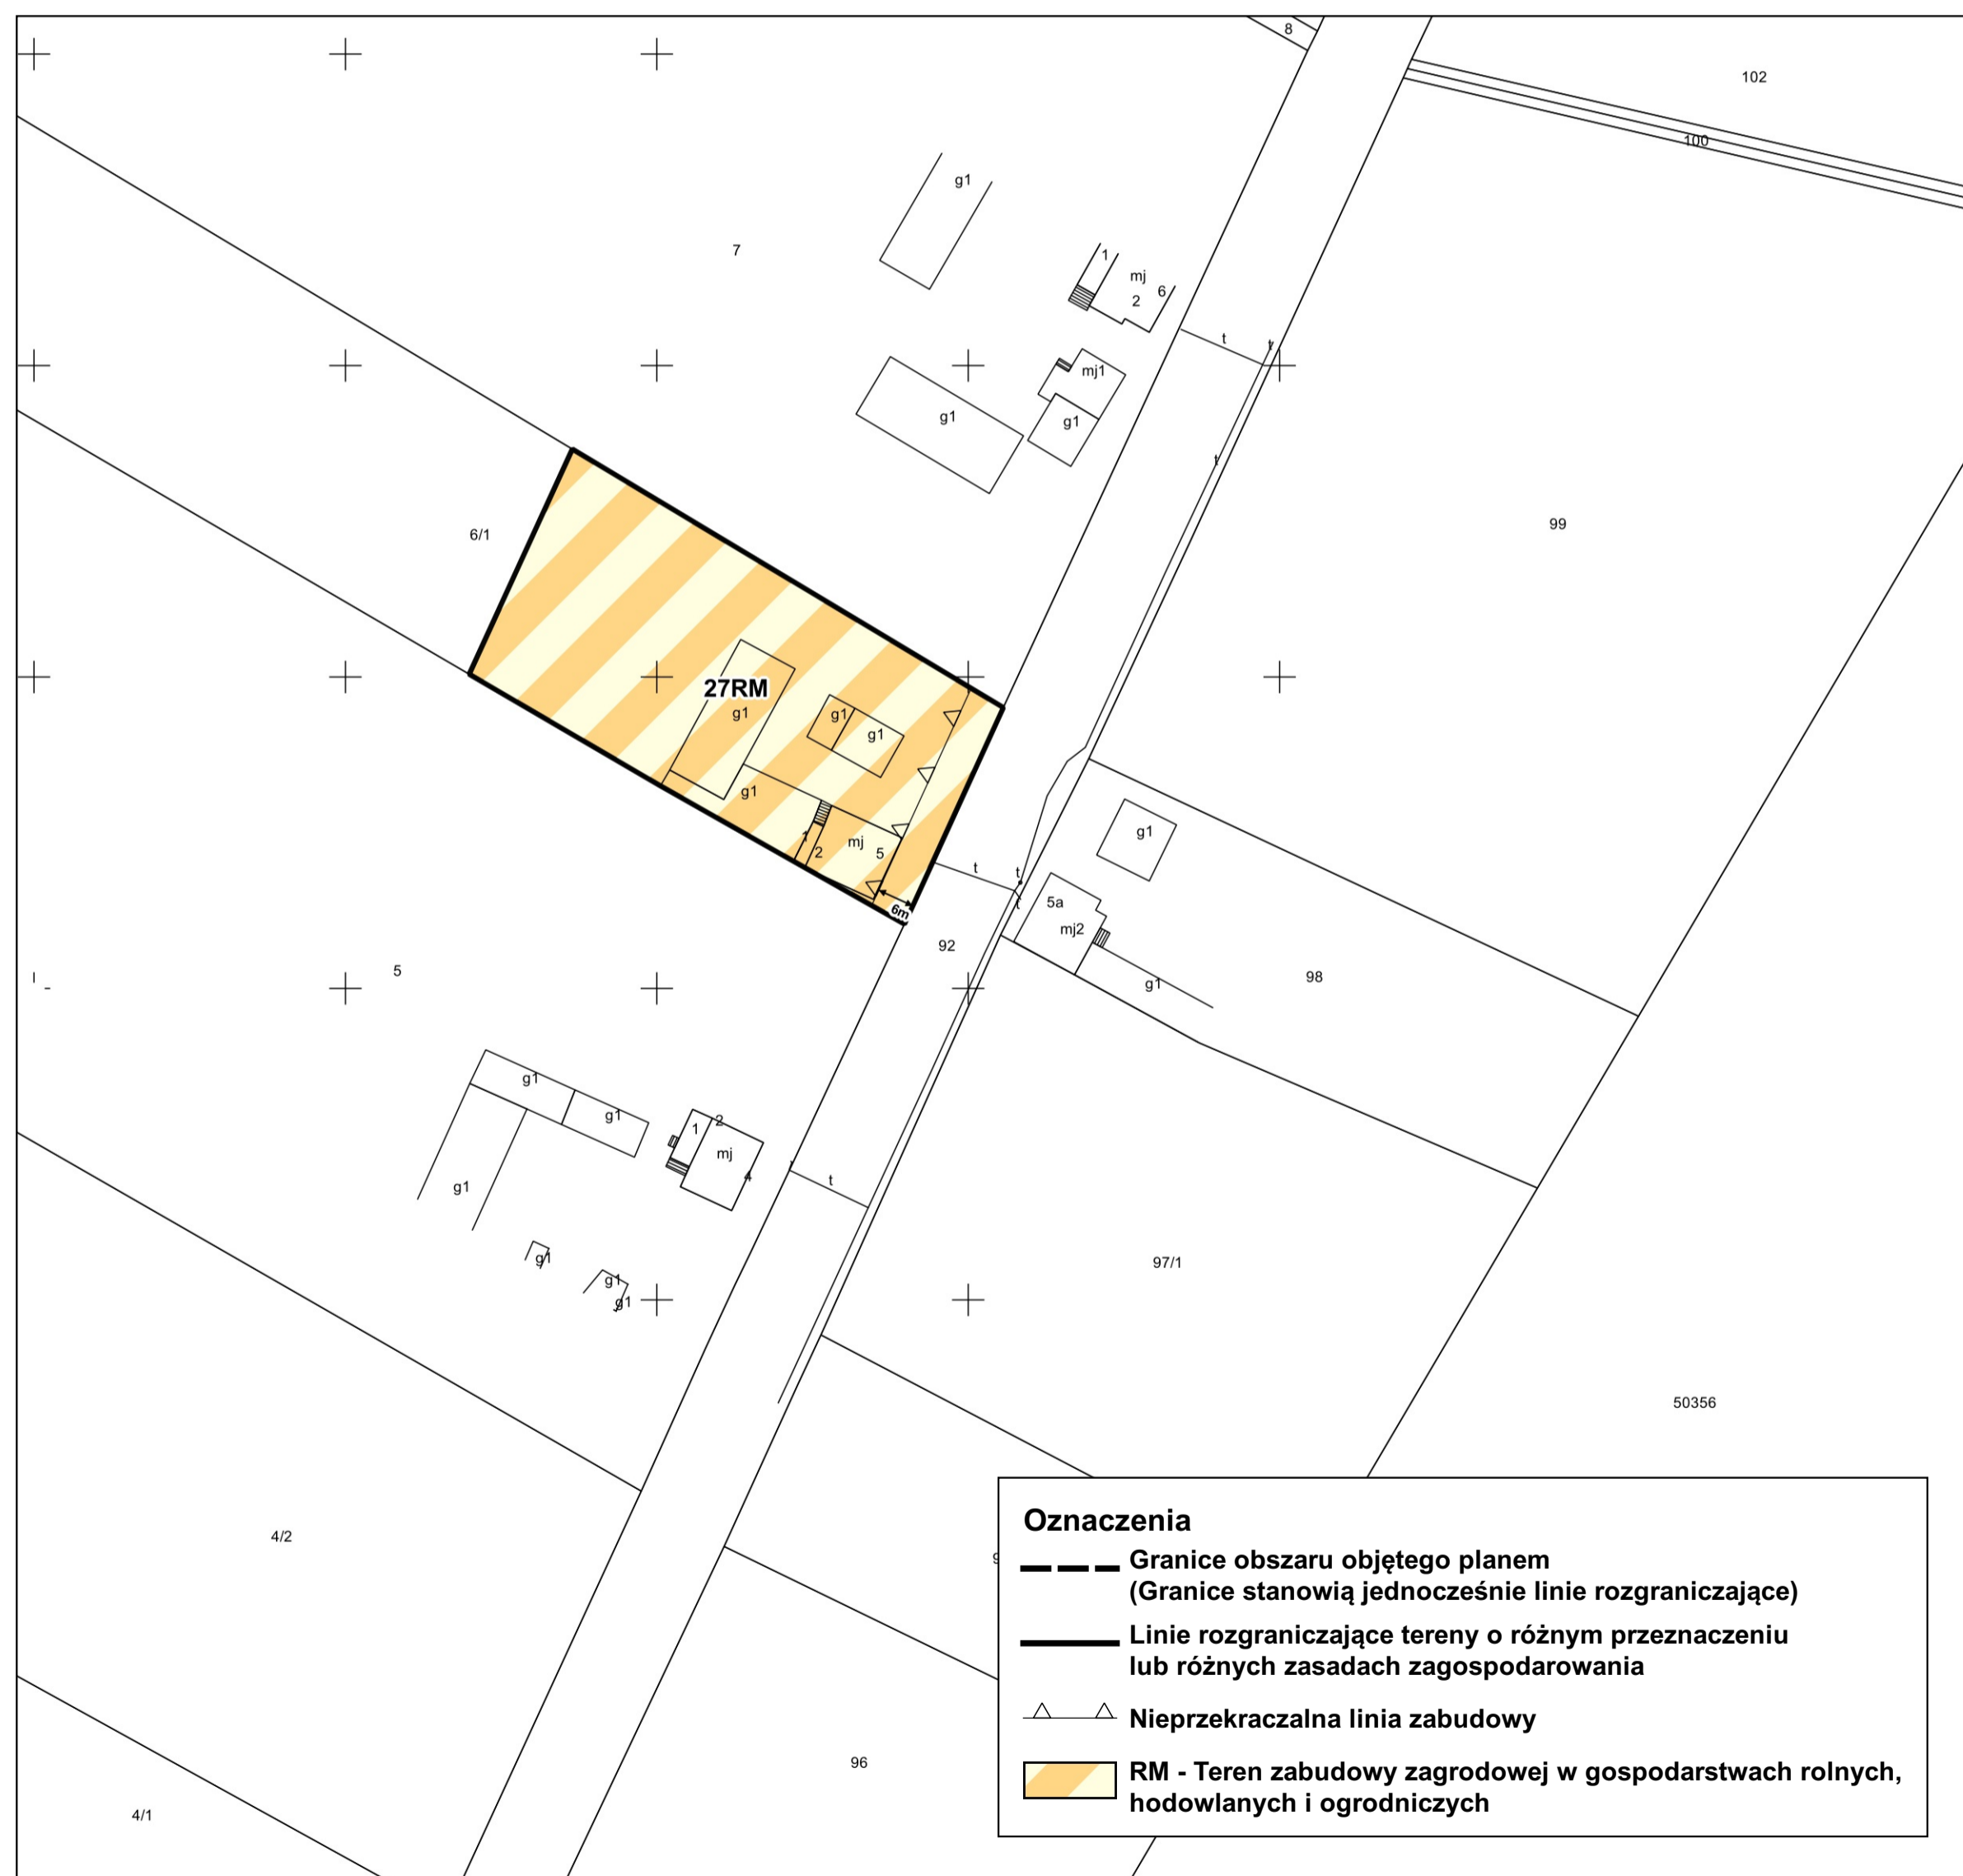 8
102
100
g1
7
1
mj
6
2
t
t
mj1
g1
g1
t
99
6/1
27RM
g1
g1
g1
g1
1
2
mj
5
6m
t
t
t
g1
5a
mj2
92
98
g1
5
g1
g1
1
2
mj
4
t
g1
g1
g1
g1
97/1
50356
4/2
96
4/1
Oznaczenia
Granice obszaru objętego planem
(Granice stanowią jednocześnie linie rozgraniczające)
Linie rozgraniczające tereny o różnym przeznaczeniu
lub różnych zasadach zagospodarowania
Nieprzekraczalna linia zabudowy
RM - Teren zabudowy zagrodowej w gospodarstwach rolnych,
hodowlanych i ogrodniczych